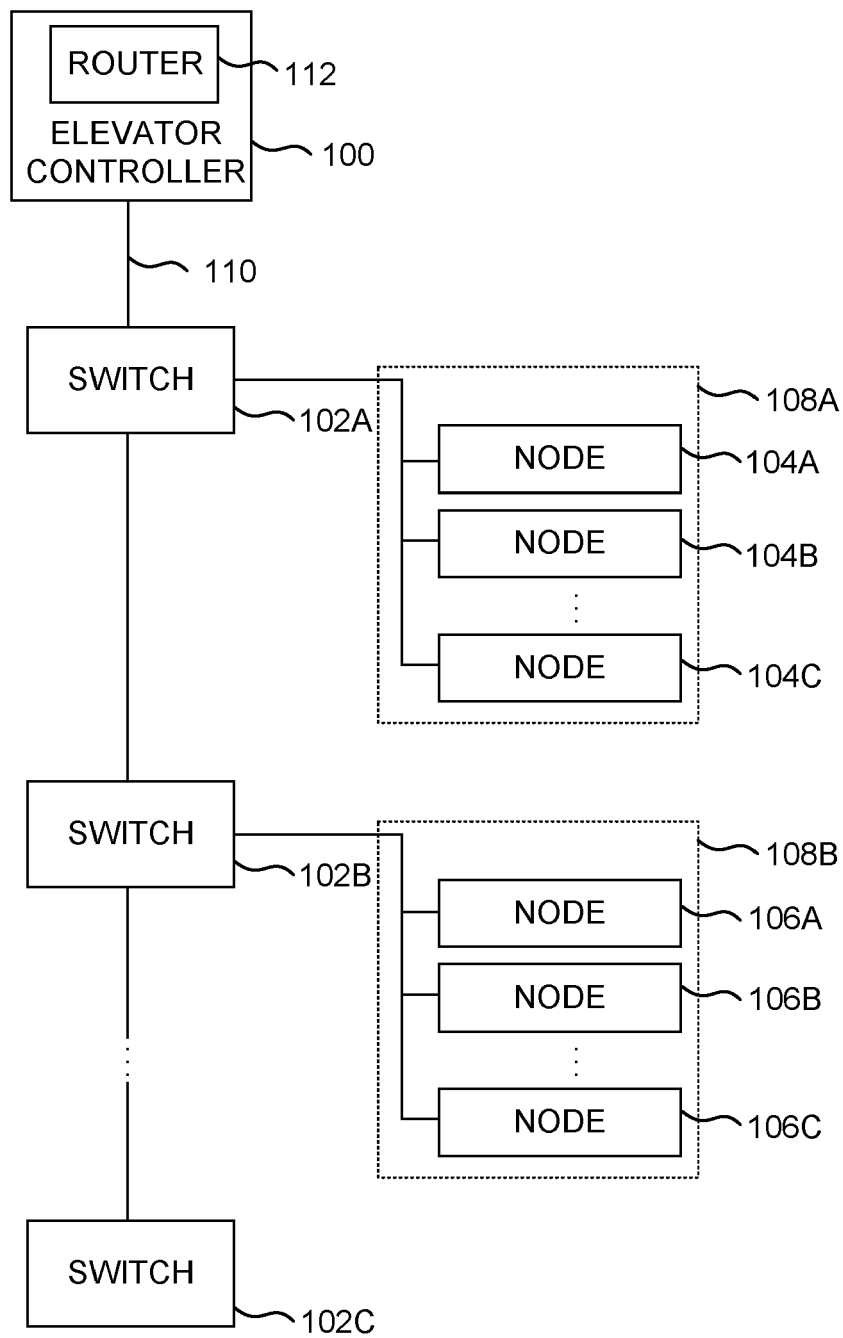 ROUTER
112
ELEVATOR
CONTROLLER
100
110
SWITCH
102A
108A
NODE
104A
NODE
104B
NODE
104C
SWITCH
102B
108B
NODE
106A
NODE
106B
NODE
106C
SWITCH
102C